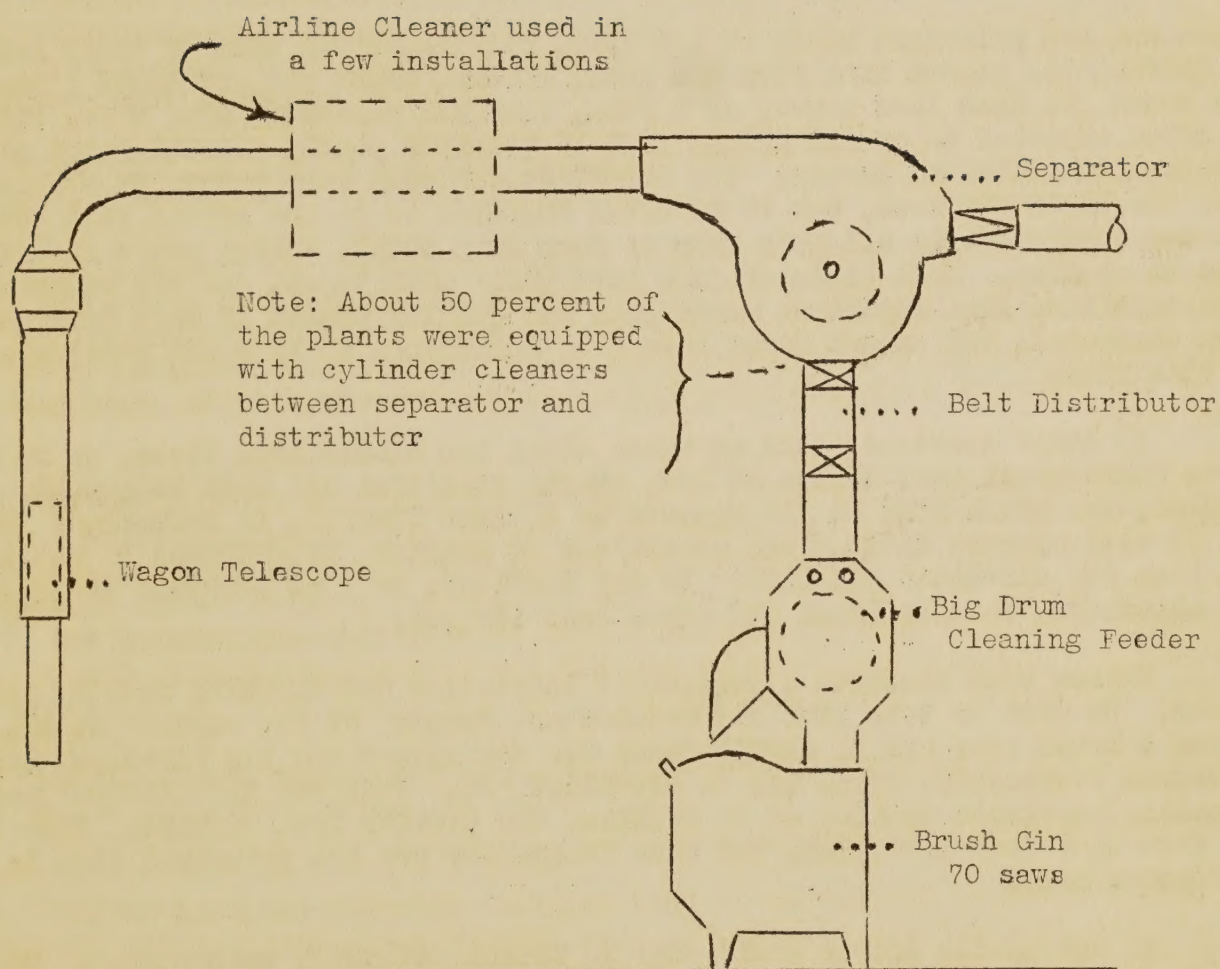 Airline Cleaner used in
a few installations
Separator
Note: About 50 percent of
the plants were equipped
with cylinder cleaners
between separator and
distributor
Belt Distributor
Wagon Telescope
Big Drum
Cleaning Feeder
Brush Gin
70 saws